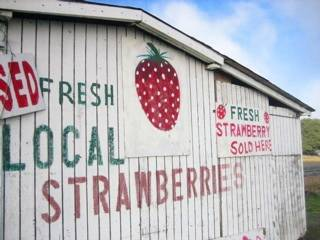 SED
FRESH
LOCAL
STRAWBERRIES
FRESH
STRAWBERRY
SOLD HERE